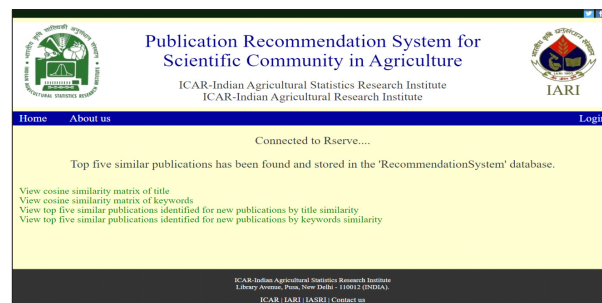 Publication Recommendation System for
Scientific Community in Agriculture
ICAR-Indian Agricultural Statistics Research Institute
ICAR-Indian Agricultural Research Institute
IARI
Home About us Login
Connected to Rserve....
Top five similar publications has been found and stored in the 'RecommendationSystem' database.
View cosine similarity matrix of title
View cosine similarity matrix of keywords
View top five similar publications identified for new publications by title similarity
View top five similar publications identified for new publications by keywords similarity
ICAR-Indian Agricultural Statistics Research Institute
Library Avenue, Pusa, New Delhi - 110012 (INDIA).
ICAR | IARI | IASRI | Contact us